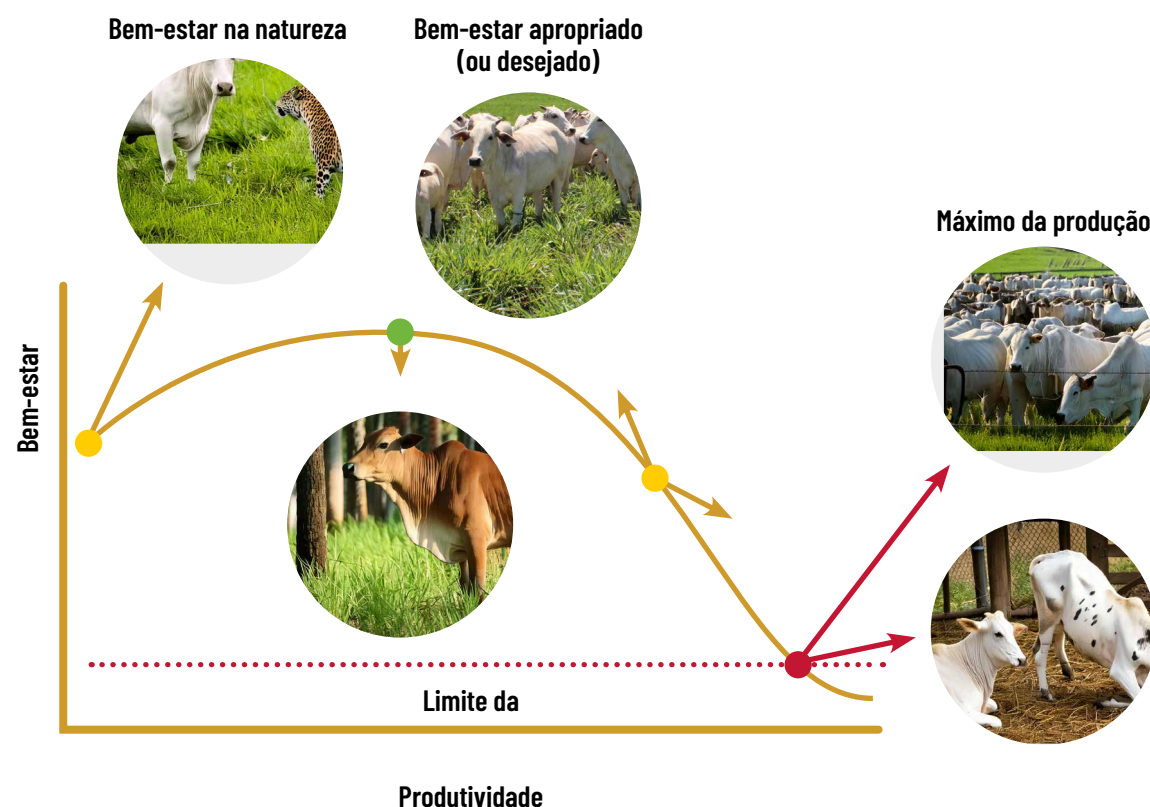 Bem-estar na natureza
Bem-estar apropriado
(ou desejado)
Máximo da produção
Bem-estar
Limite da
Produtividade